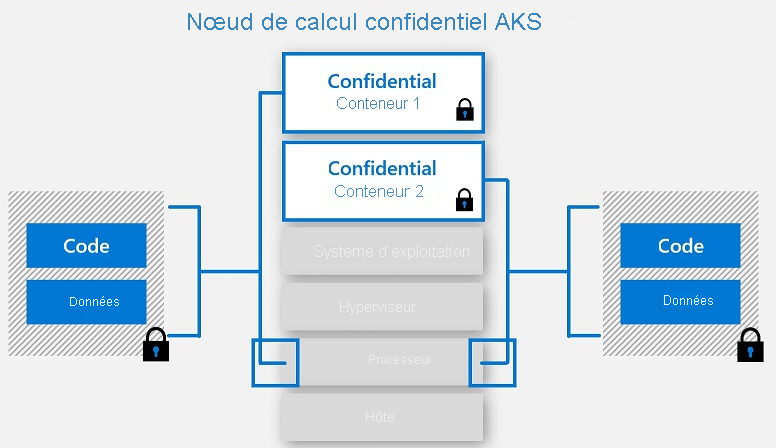 Nœud de calcul confidentiel AKS
Confidential
Conteneur 1
Confidential
Conteneur 2
Système d'exploitation
Hyperviseur
Processeur
Hôte
Code
Données
Code
Données